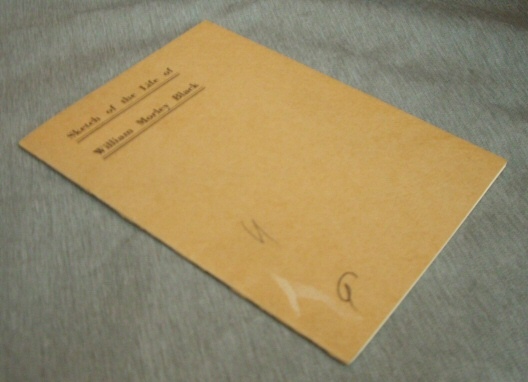 Sketch of the Life of
William Morley Black